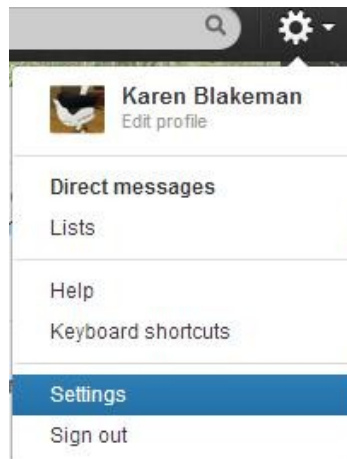 Karen Blakeman
Edit profile
Direct messages
Lists
Help
Keyboard shortcuts
Settings
Sign out